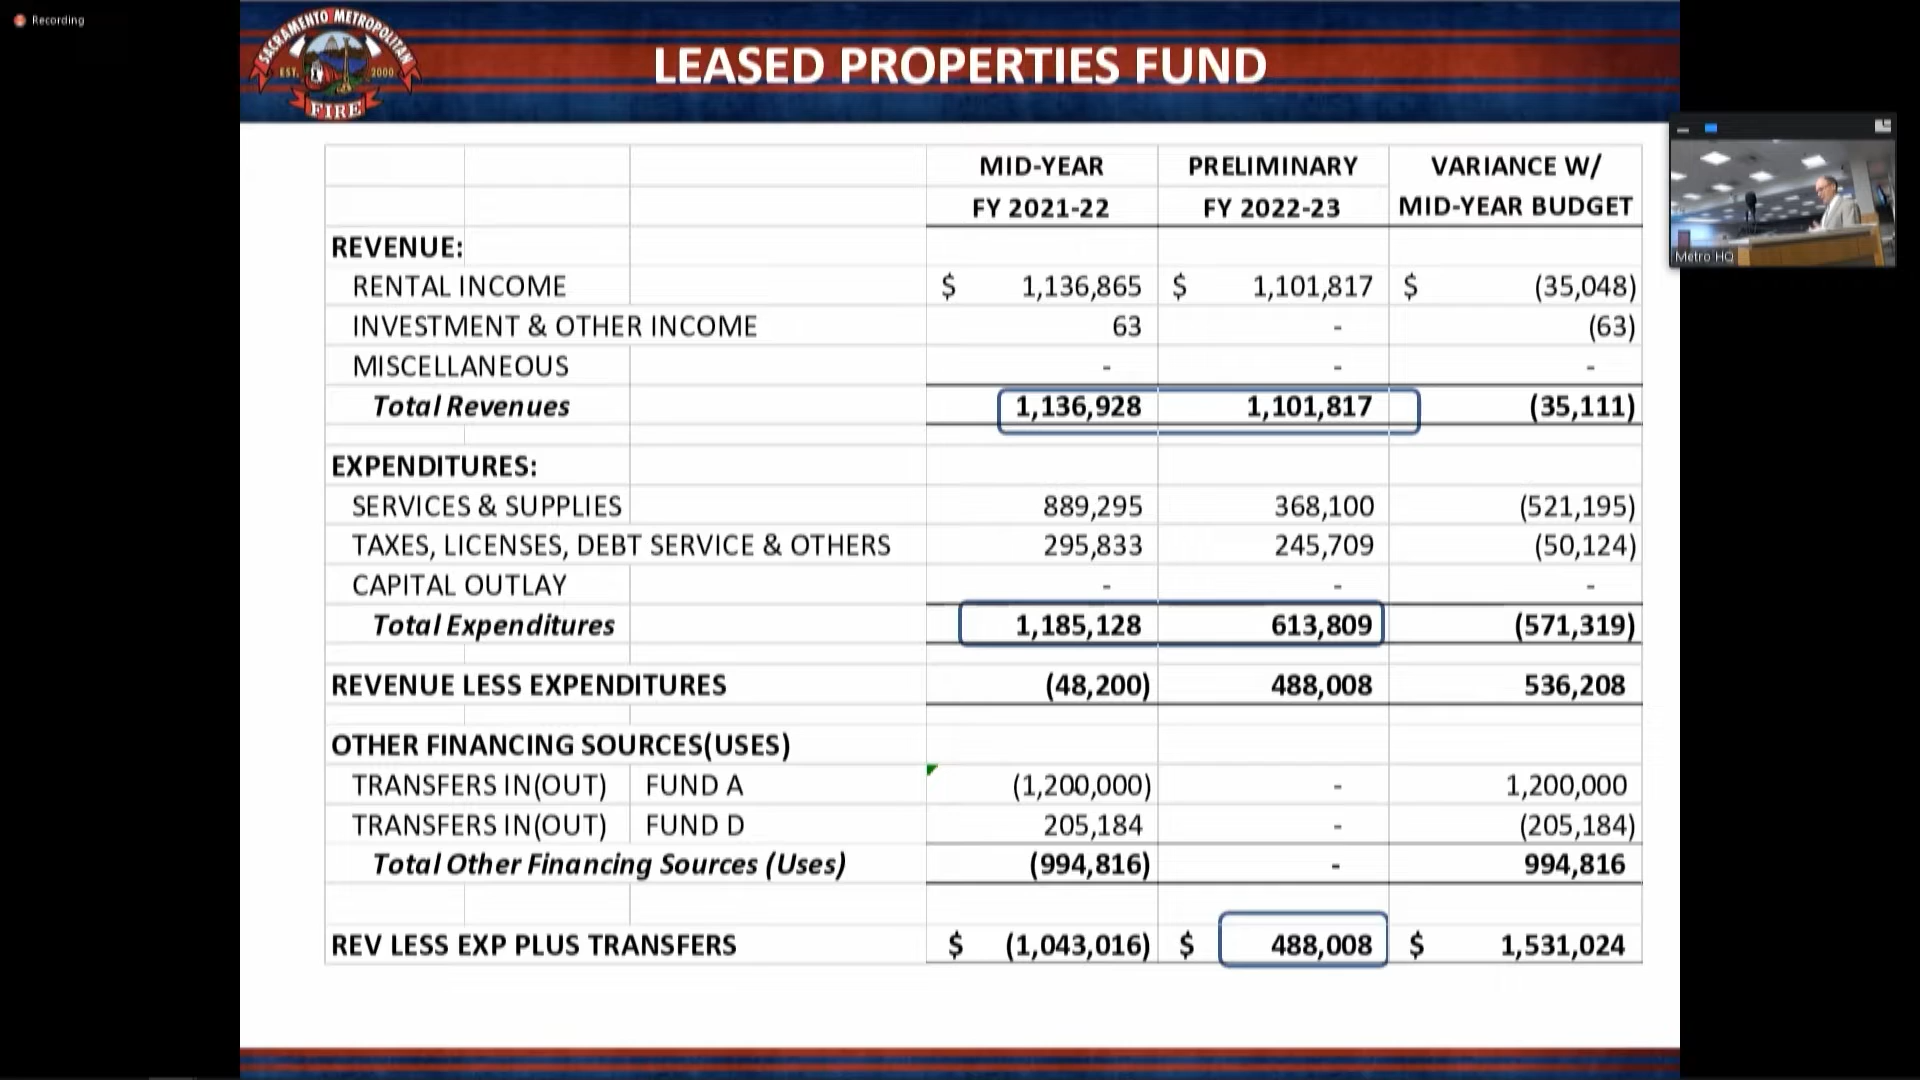 Recording
SACRAMENTO METROPOLITAN
EST. 2000
FIRE
LEASED PROPERTIES FUND
Metro HQ
MID-YEAR PRELIMINARY VARIANCE W/
FY 2021-22 FY 2022-23 MID-YEAR BUDGET
REVENUE:
RENTAL INCOME $ 1,136,865 $ 1,101,817 $ (35,048)
INVESTMENT & OTHER INCOME 63 - (63)
MISCELLANEOUS - - -
Total Revenues 1,136,928 1,101,817 (35,111)
EXPENDITURES:
SERVICES & SUPPLIES 889,295 368,100 (521,195)
TAXES, LICENSES, DEBT SERVICE & OTHERS 295,833 245,709 (50,124)
CAPITAL OUTLAY - - -
Total Expenditures 1,185,128 613,809 (571,319)
REVENUE LESS EXPENDITURES (48,200) 488,008 536,208
OTHER FINANCING SOURCES(USES)
TRANSFERS IN(OUT) FUND A (1,200,000) - 1,200,000
TRANSFERS IN(OUT) FUND D 205,184 - (205,184)
Total Other Financing Sources (Uses) (994,816) - 994,816
REV LESS EXP PLUS TRANSFERS $ (1,043,016) $ 488,008 $ 1,531,024